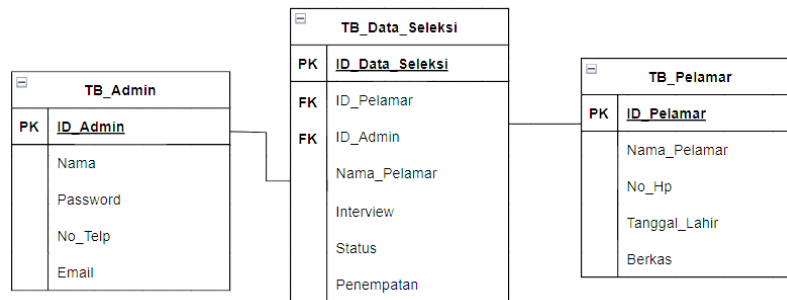 TB_Admin
PK ID_Admin
Nama
Password
No_Telp
Email
TB_Data_Seleksi
PK ID_Data_Seleksi
FK ID_Pelamar
FK ID_Admin
Nama_Pelamar
Interview
Status
Penempatan
TB_Pelamar
PK ID_Pelamar
Nama_Pelamar
No_Hp
Tanggal_Lahir
Berkas